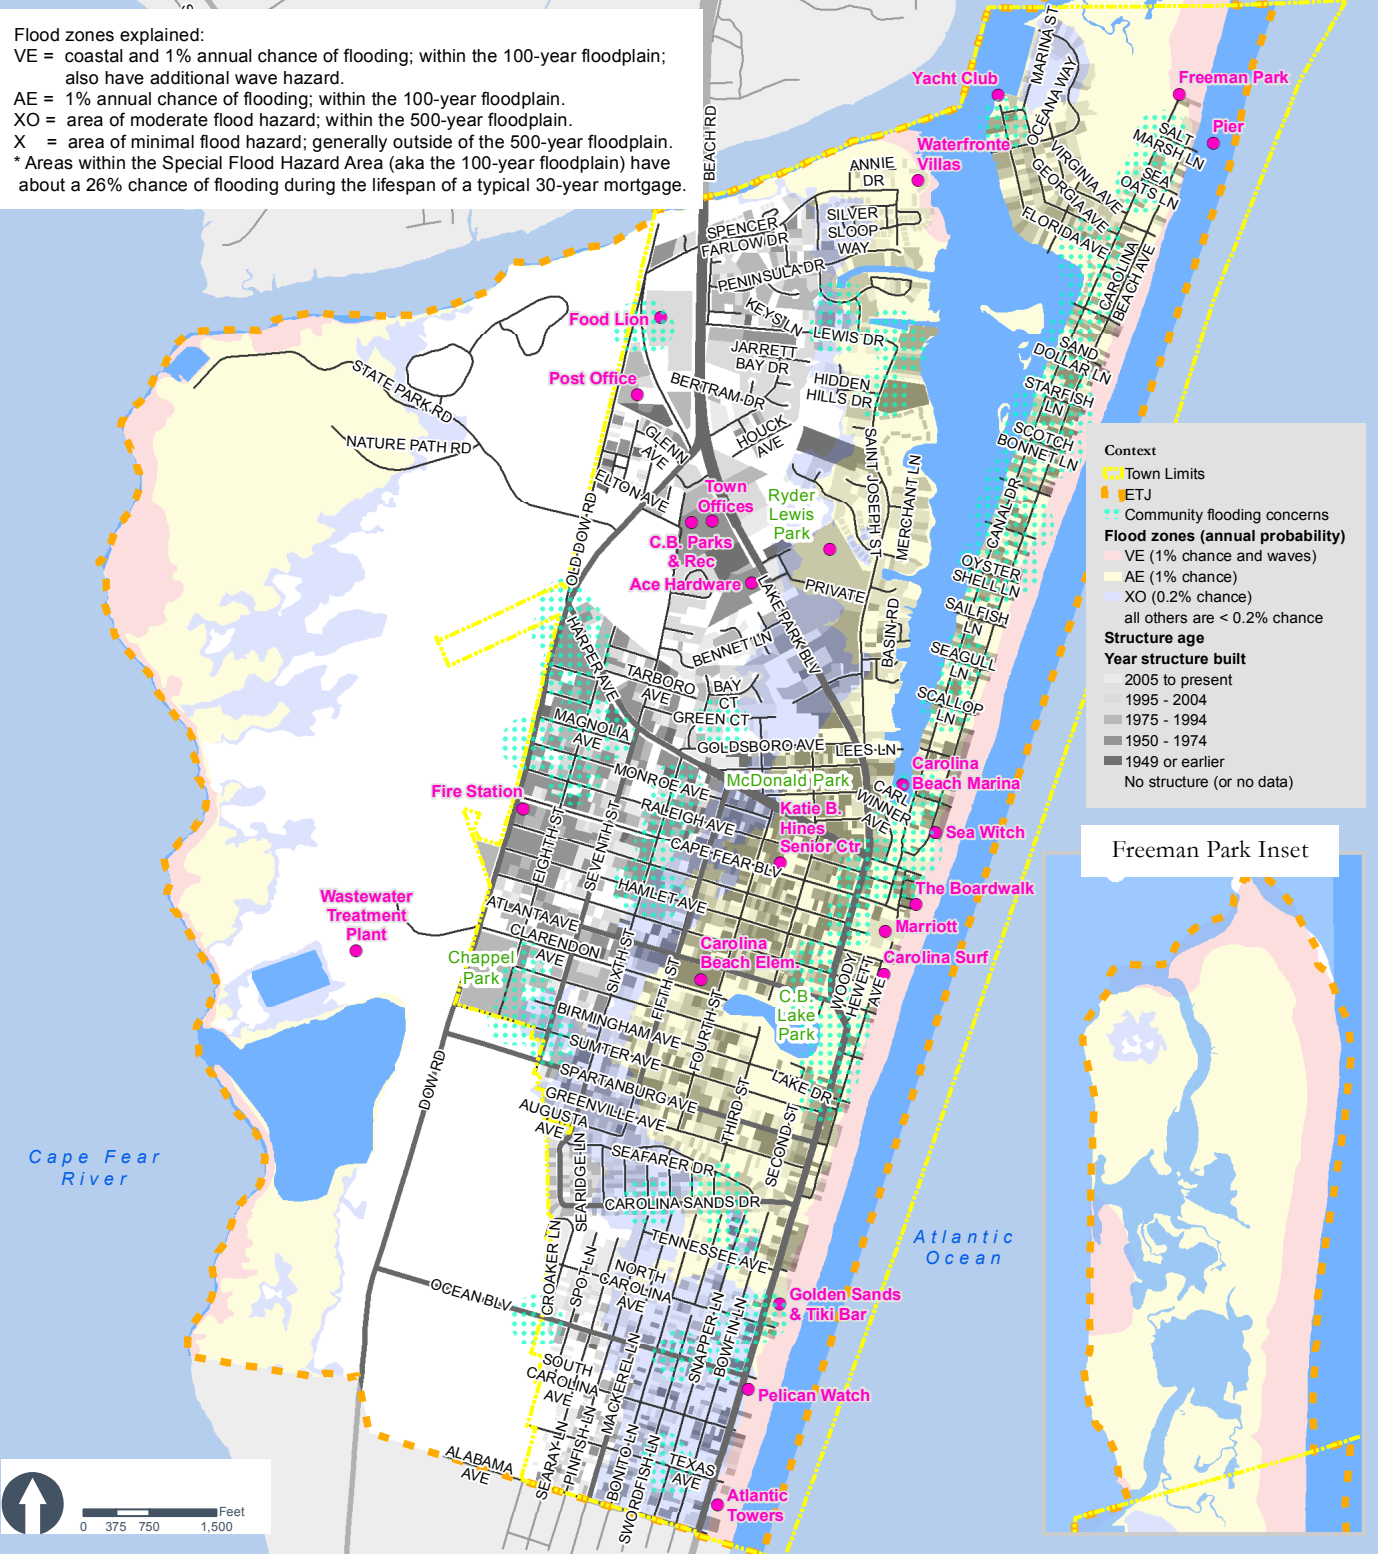 Flood zones explained:
VE = coastal and 1% annual chance of flooding; within the 100-year floodplain;
also have additional wave hazard.
AE = 1% annual chance of flooding; within the 100-year floodplain.
XO = area of moderate flood hazard; within the 500-year floodplain.
X = area of minimal flood hazard; generally outside of the 500-year floodplain.
* Areas within the Special Flood Hazard Area (aka the 100-year floodplain) have
about a 26% chance of flooding during the lifespan of a typical 30-year mortgage.
BEACH RD
MARINA ST
OCEANA WAY
Yacht Club
Freeman Park
Pier
SALT
MARSH LN
SEA
OATS LN
Waterfronte
Villas
VIRGINIA AVE
GEORGIA AVE
FLORIDA AVE
CAROLINA
BEACH AVE
ANNIE
DR
SILVER
SLOOP
WAY
SPENCER
FARLOW DR
PENINSULA DR
KEYS LN
LEWIS DR
JARRETT
BAY DR
HIDDEN
HILLS DR
BERTRAM DR
HOUCK
AVE
Food Lion
Post Office
GLENN
AVE
ELTON AVE
STATE PARK RD
NATURE PATH RD
OLD DOW RD
SAND
DOLLAR LN
STARFISH
LN
SCOTCH
BONNET LN
CANAL DR
OYSTER
SHELL LN
SAILFISH
LN
SEAGULL
LN
SCALLOP
LN
SAINT JOSEPH ST
MERCHANT LN
BASIN RD
Town
Offices
C.B. Parks
& Rec
Ace Hardware
Ryder
Lewis
Park
PRIVATE
LAKE PARK BLV
BENNET LN
HARPER AVE
TARBORO
AVE
BAY
CT
GREEN CT
MAGNOLIA
AVE
GOLDSBORO AVE
LEES LN
MONROE AVE
McDonald Park
RALEIGH AVE
CARL
WINNER
AVE
Carolina
Beach Marina
Sea Witch
Katie B.
Hines
Senior Ctr
CAPE FEAR BLV
Fire Station
EIGHTH ST
SEVENTH ST
HAMLET AVE
The Boardwalk
Marriott
Carolina Surf
Wastewater
Treatment
Plant
ATLANTA AVE
CLARENDON
AVE
Chappel
Park
SIXTH ST
FIFTH ST
FOURTH ST
THIRD ST
SECOND ST
Carolina
Beach Elem
C.B.
Lake
Park
WOODY
HEWETT
AVE
BIRMINGHAM AVE
SUMTER AVE
SPARTANBURG AVE
GREENVILLE AVE
AUGUSTA
AVE
LAKE DR
DOW RD
SEAFARER DR
SEARIDGE LN
CAROLINA SANDS DR
TENNESSEE AVE
CROAKER LN
SPOT LN
NORTH
CAROLINA
AVE
OCEAN BLV
SNAPPER LN
BOWFIN LN
Golden Sands
& Tiki Bar
SOUTH
CAROLINA
AVE
MACKEREL LN
Pelican Watch
SEARAY LN
PINFISH LN
BONITO LN
SWORDFISH LN
TEXAS
AVE
ALABAMA
AVE
Atlantic
Towers
Cape Fear
River
Atlantic
Ocean
Context
Town Limits
ETJ
Community flooding concerns
Flood zones (annual probability)
VE (1% chance and waves)
AE (1% chance)
XO (0.2% chance)
all others are < 0.2% chance
Structure age
Year structure built
2005 to present
1995 - 2004
1975 - 1994
1950 - 1974
1949 or earlier
No structure (or no data)
Freeman Park Inset
Feet
0 375 750 1,500